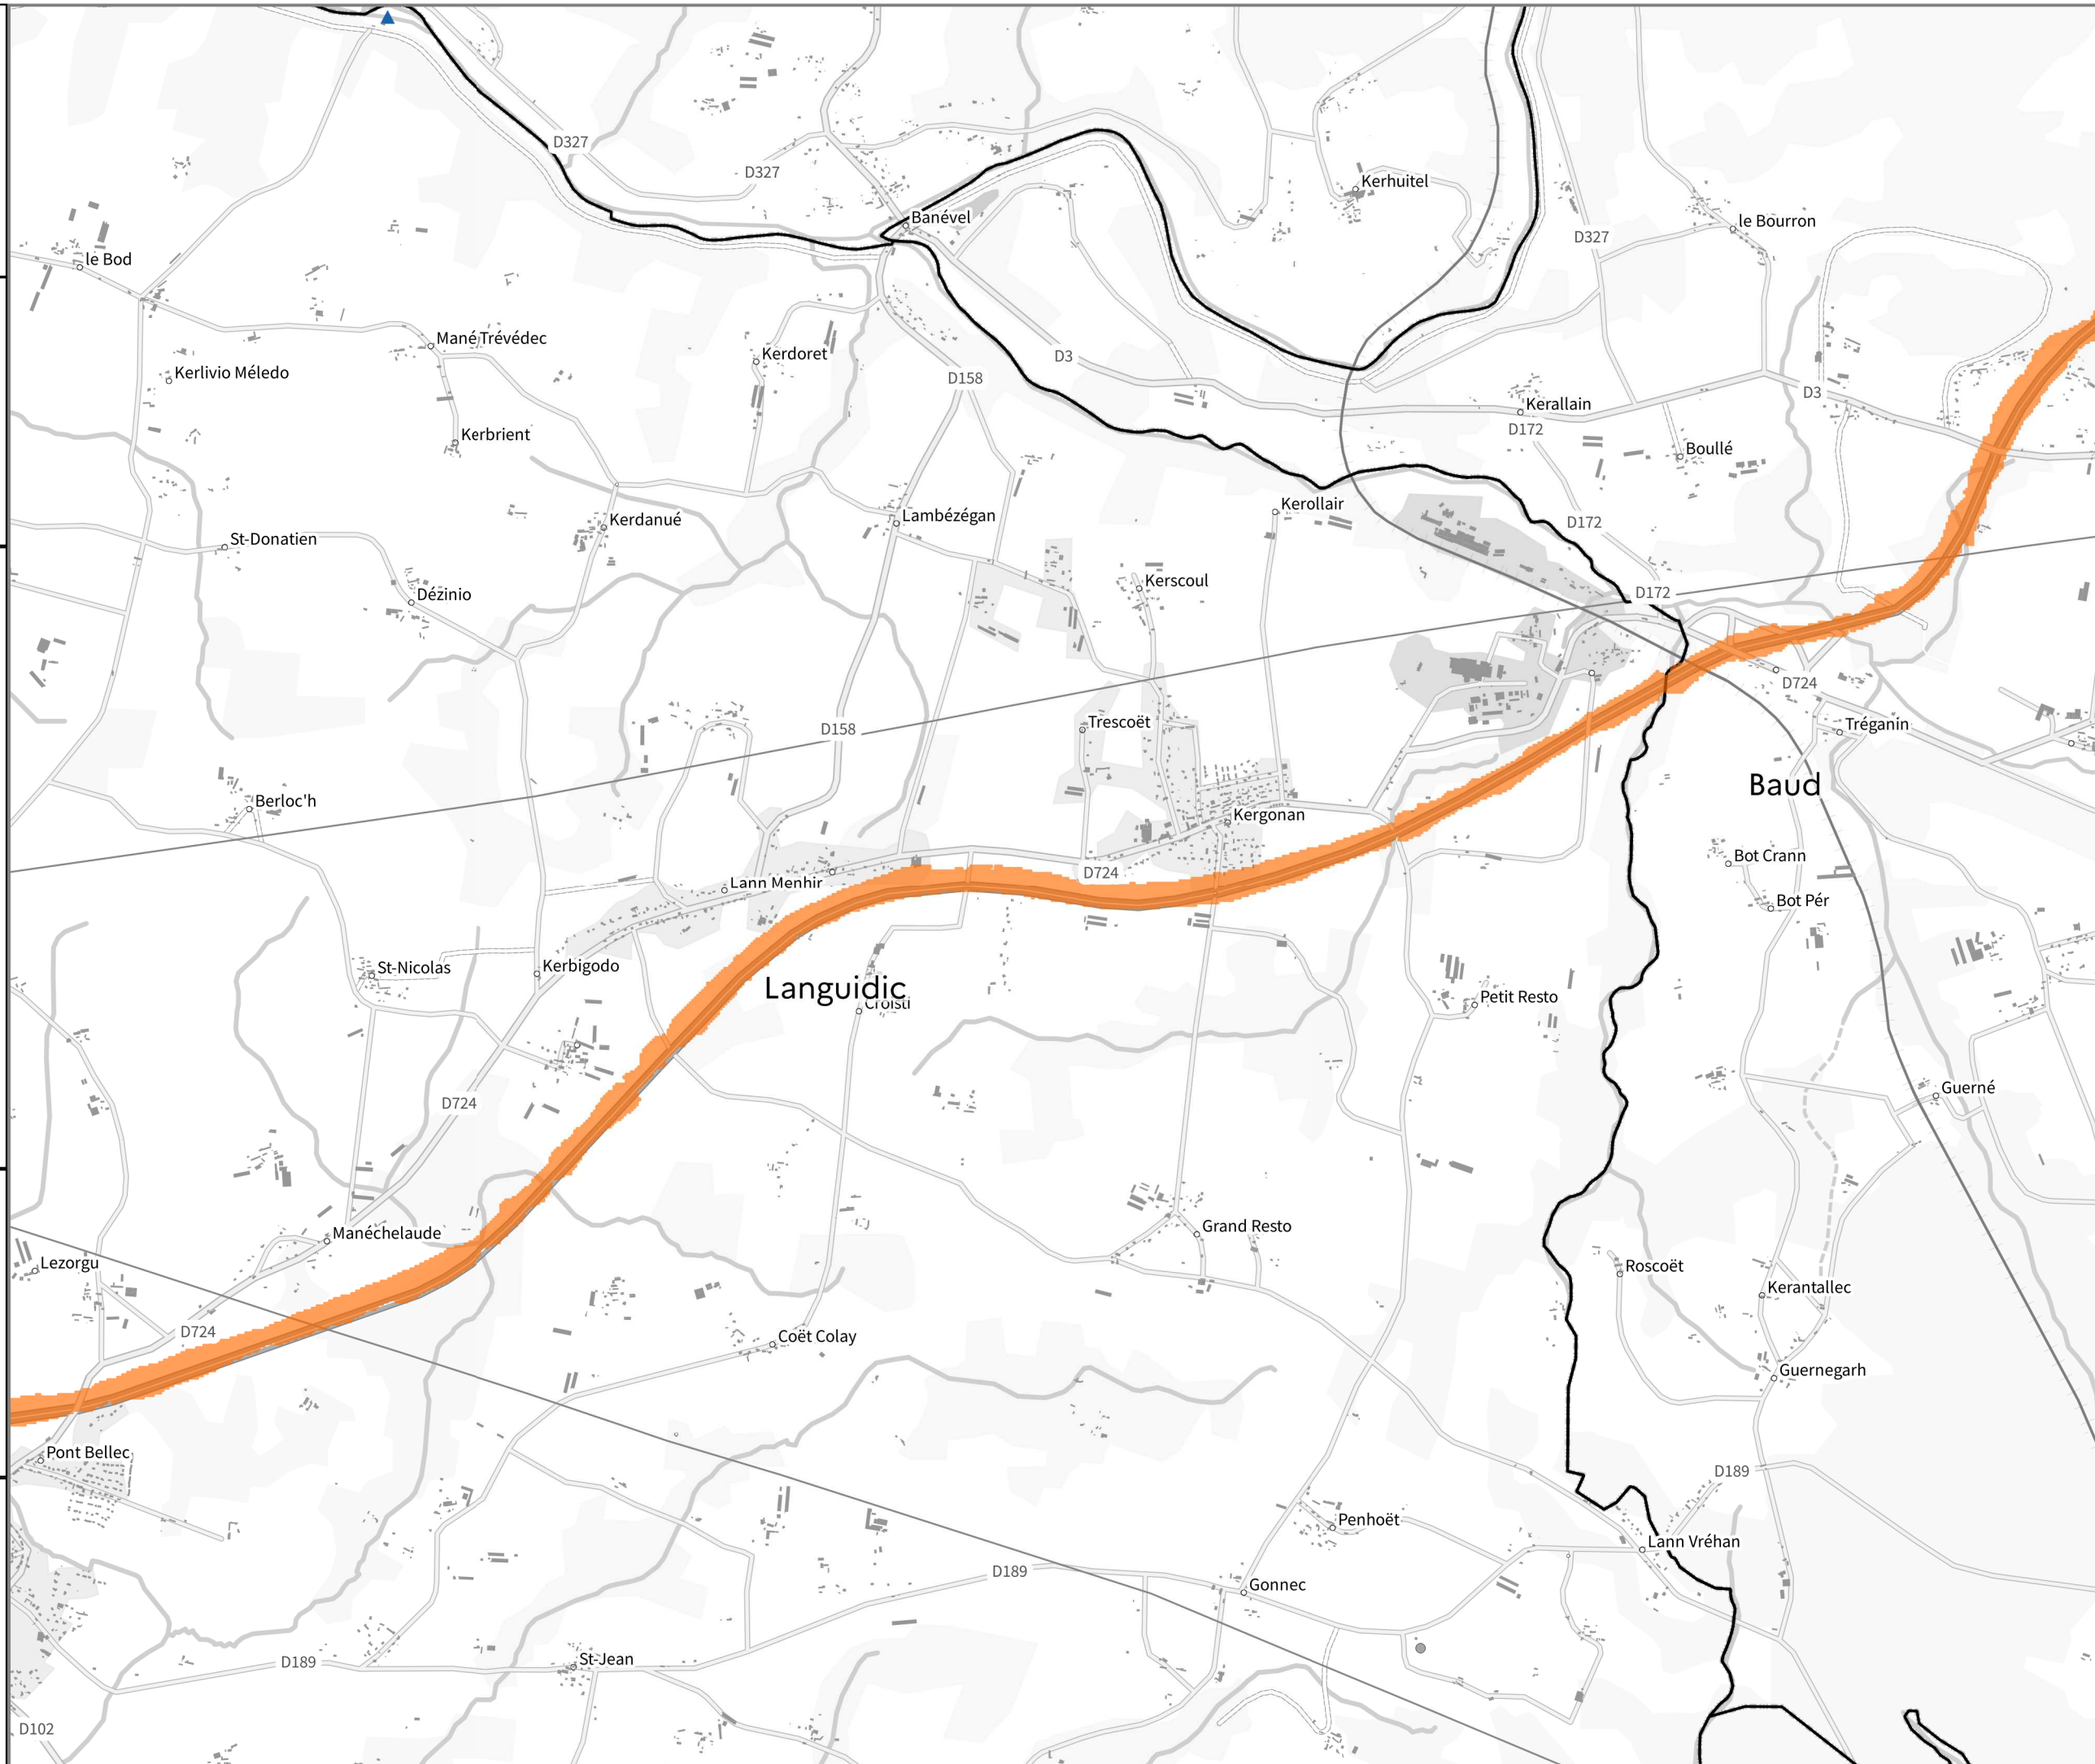 D327
D327
Kerhuitel
Banével
le Bourron
D327
le Bod
Mané Trévédec
Kerdoret
D3
Kerlivio Méledo
D158
D3
Kerallain
D172
Kerbrient
Boullé
Kerollair
Lambézégan
Kerdanué
D172
St-Donatien
Kerscoul
Dézinio
D172
D724
Trescoët
Tréganin
D158
Baud
Berloc'h
Kergonan
Bot Crann
D724
Lann Menhir
Bot Pér
St-Nicolas
Kerbigodo
Languidic
Croisti
Petit Resto
Guerné
D724
Grand Resto
Manéchelaude
Lezorgu
Roscoët
Kerantallec
D724
Coët Colay
Guernegarh
Pont Bellec
D189
Penhoët
Lann Vréhan
D189
Gonnec
St-Jean
D189
D102